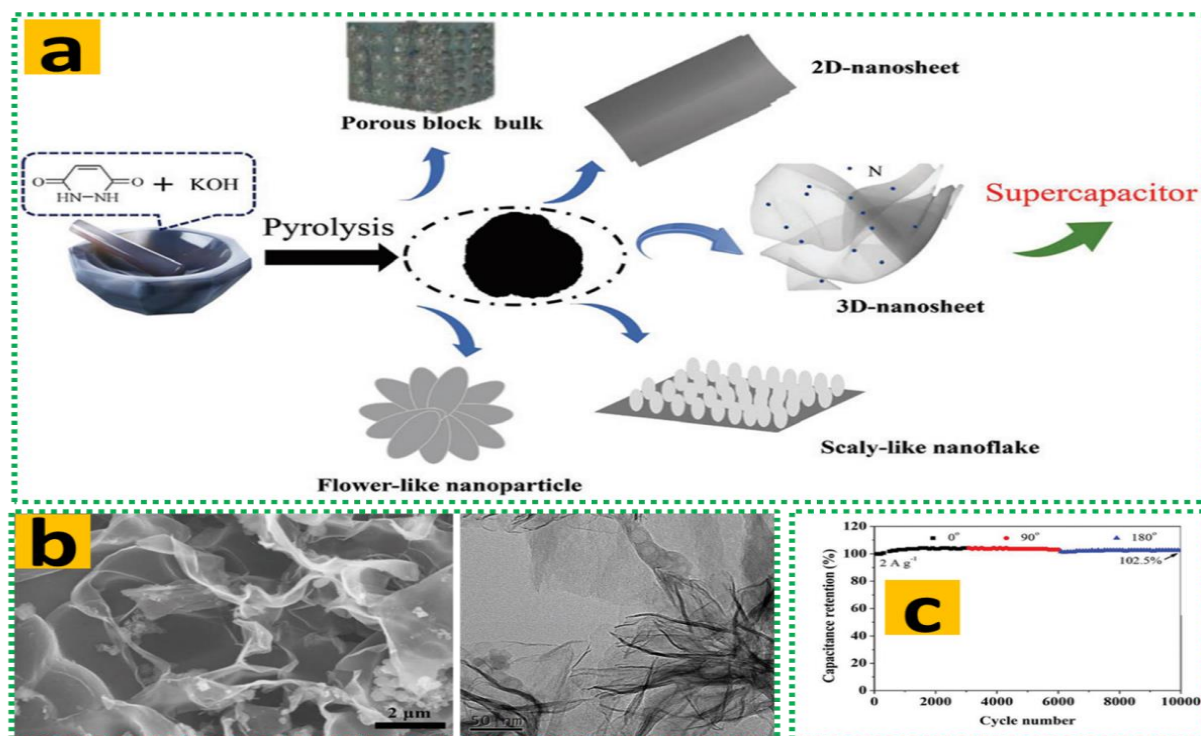 a
2D-nanosheet
Porous block bulk
O
O
HN-NH
+ KOH
N
Supercapacitor
Pyrolysis
3D-nanosheet
Scaly-like nanoflake
Flower-like nanoparticle
b
2 μm
50 nm
c
Capacitance retention (%)
120
100
80
60
40
20
0
0° 90° 180°
2 A g⁻¹
102.5%
0 2000 4000 6000 8000 10000
Cycle number